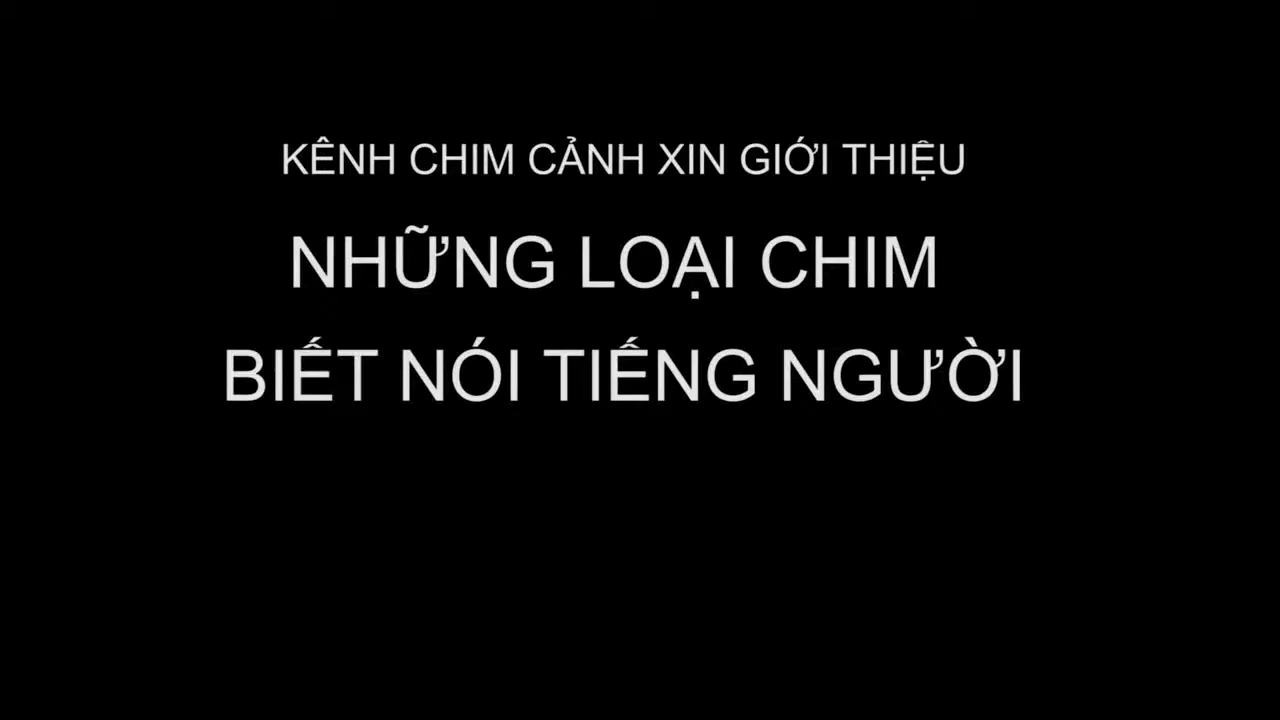 KÊNH CHIM CẢNH XIN GIỚI THIỆU
NHỮNG LOẠI CHIM
BIẾT NÓI TIẾNG NGƯỜI